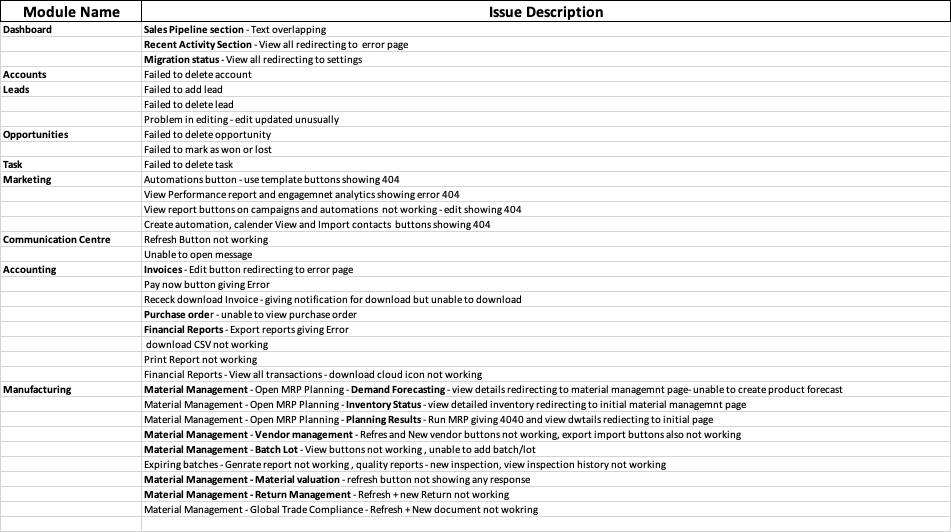 Module Name Issue Description
Dashboard Sales Pipeline section - Text overlapping
Recent Activity Section - View all redirecting to error page
Migration status - View all redirecting to settings
Accounts Failed to delete account
Leads Failed to add lead
Failed to delete lead
Problem in editing - edit updated unusually
Opportunities Failed to delete opportunity
Failed to mark as won or lost
Task Failed to delete task
Marketing Automations button - use template buttons showing 404
View Performance report and engagemnet analytics showing error 404
View report buttons on campaigns and automations not working - edit showing 404
Create automation, calender View and Import contacts buttons showing 404
Communication Centre Refresh Button not working
Unable to open message
Accounting Invoices - Edit button redirecting to error page
Pay now button giving Error
Receck download Invoice - giving notification for download but unable to download
Purchase order - unable to view purchase order
Financial Reports - Export reports giving Error
download CSV not working
Print Report not working
Financial Reports - View all transactions - download cloud icon not working
Manufacturing Material Management - Open MRP Planning - Demand Forecasting - view details redirecting to material managemnt page- unable to create product forecast
Material Management - Open MRP Planning - Inventory Status - view detailed inventory redirecting to initial material managemnt page
Material Management - Open MRP Planning - Planning Results - Run MRP giving 4040 and view dwtails rediecting to initial page
Material Management - Vendor management - Refres and New vendor buttons not working, export import buttons also not working
Material Management - Batch Lot - View buttons not working , unable to add batch/lot
Expiring batches - Genrate report not working , quality reports - new inspection, view inspection history not working
Material Management - Material valuation - refresh button not showing any response
Material Management - Return Management - Refresh + new Return not working
Material Management - Global Trade Compliance - Refresh + New document not wokring